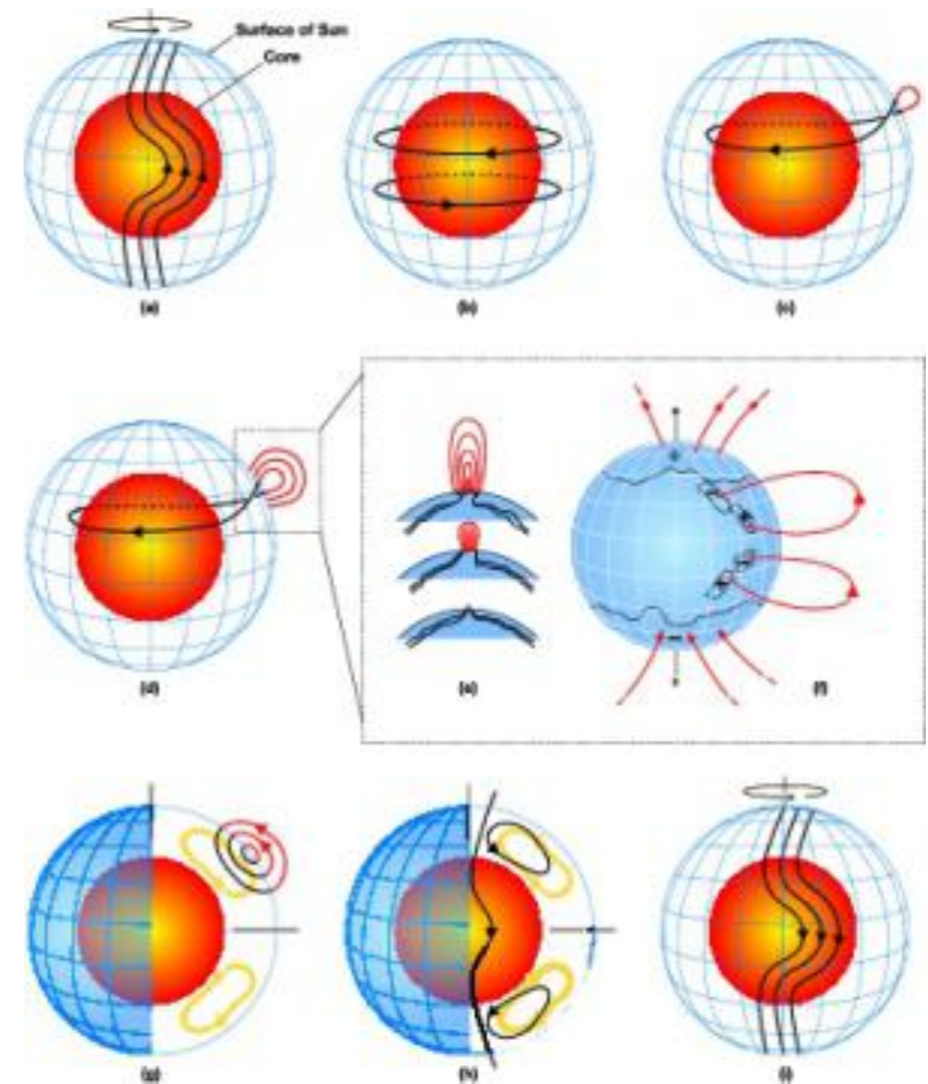 Surface of Sun
Core
(a)
(b)
(c)
+
(d)
(e)
−
(f)
(g)
(h)
(i)